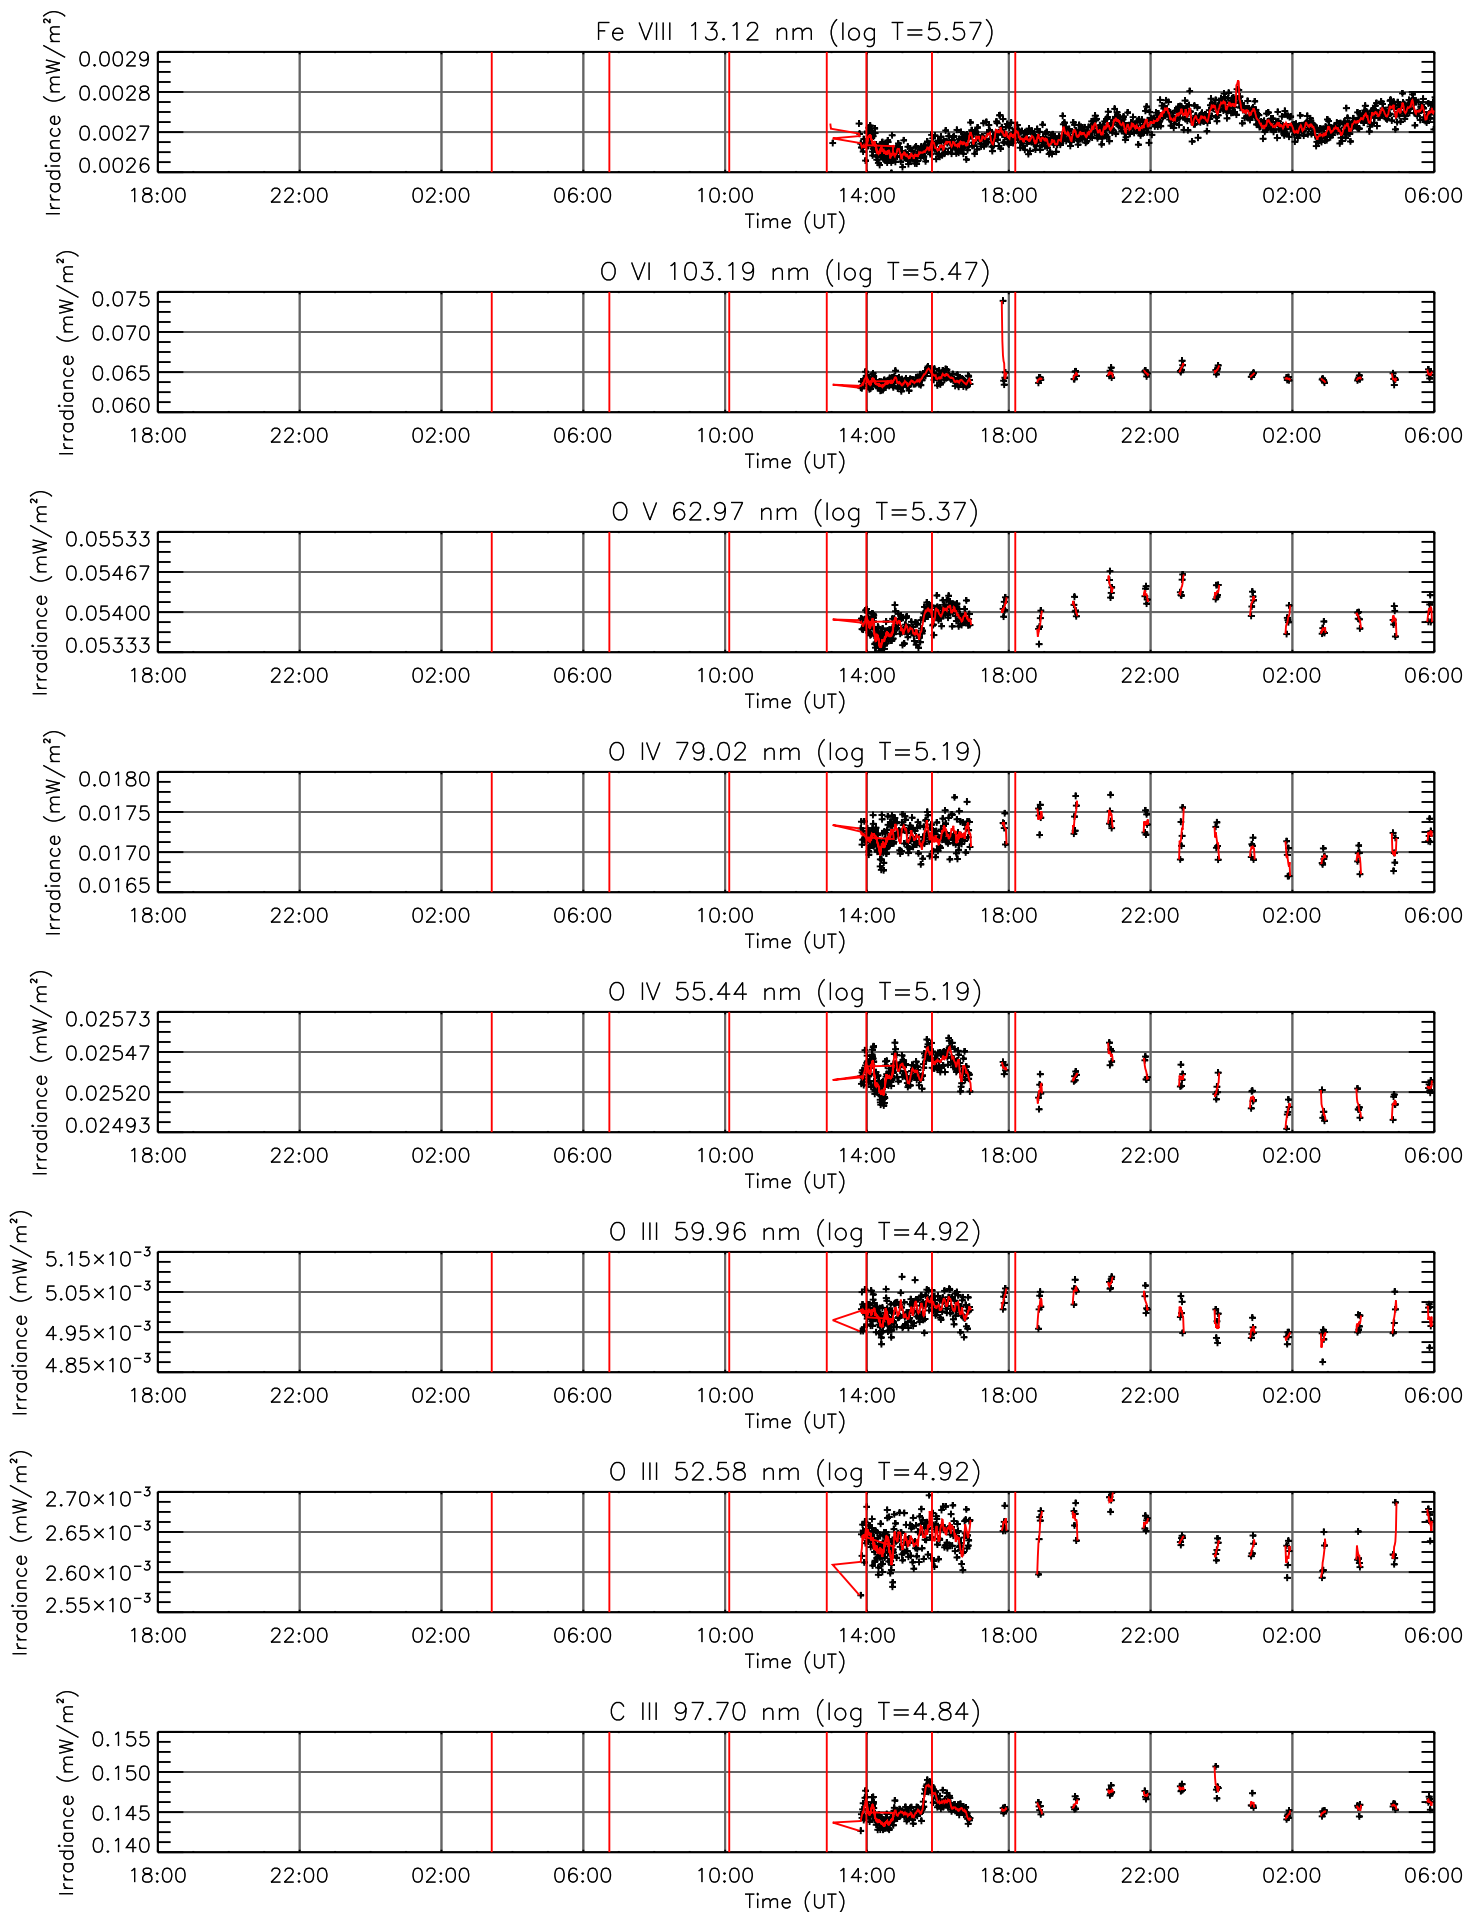 Fe VIII 13.12 nm (log T=5.57)
Irradiance (mW/m²)
0.0029
0.0028
0.0027
0.0026
18:00 22:00 02:00 06:00 10:00 14:00 18:00 22:00 02:00 06:00
Time (UT)
O VI 103.19 nm (log T=5.47)
Irradiance (mW/m²)
0.075
0.070
0.065
0.060
18:00 22:00 02:00 06:00 10:00 14:00 18:00 22:00 02:00 06:00
Time (UT)
O V 62.97 nm (log T=5.37)
Irradiance (mW/m²)
0.05533
0.05467
0.05400
0.05333
18:00 22:00 02:00 06:00 10:00 14:00 18:00 22:00 02:00 06:00
Time (UT)
O IV 79.02 nm (log T=5.19)
Irradiance (mW/m²)
0.0180
0.0175
0.0170
0.0165
18:00 22:00 02:00 06:00 10:00 14:00 18:00 22:00 02:00 06:00
Time (UT)
O IV 55.44 nm (log T=5.19)
Irradiance (mW/m²)
0.02573
0.02547
0.02520
0.02493
18:00 22:00 02:00 06:00 10:00 14:00 18:00 22:00 02:00 06:00
Time (UT)
O III 59.96 nm (log T=4.92)
Irradiance (mW/m²)
5.15×10⁻³
5.05×10⁻³
4.95×10⁻³
4.85×10⁻³
18:00 22:00 02:00 06:00 10:00 14:00 18:00 22:00 02:00 06:00
Time (UT)
O III 52.58 nm (log T=4.92)
Irradiance (mW/m²)
2.70×10⁻³
2.65×10⁻³
2.60×10⁻³
2.55×10⁻³
18:00 22:00 02:00 06:00 10:00 14:00 18:00 22:00 02:00 06:00
Time (UT)
C III 97.70 nm (log T=4.84)
Irradiance (mW/m²)
0.155
0.150
0.145
0.140
18:00 22:00 02:00 06:00 10:00 14:00 18:00 22:00 02:00 06:00
Time (UT)